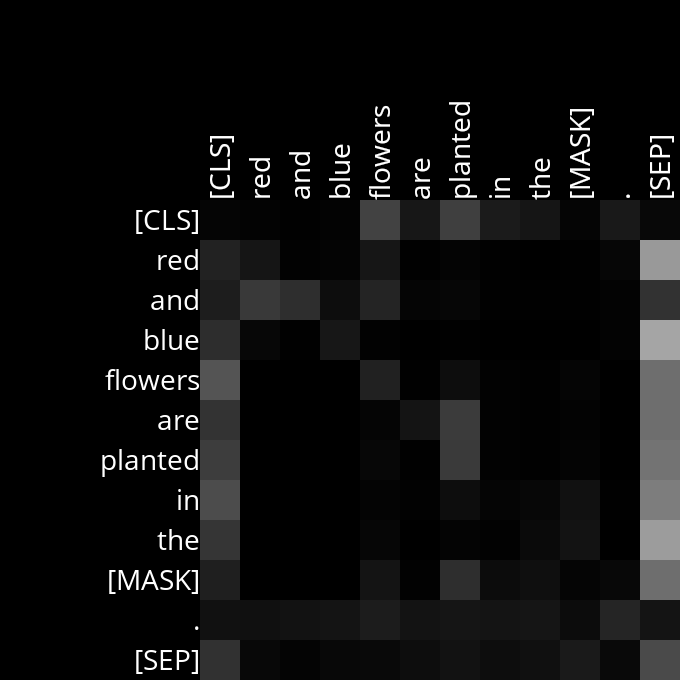 [CLS]
red
and
blue
flowers
are
planted
in
the
[MASK]
.
[SEP]
[CLS]
red
and
blue
flowers
are
planted
in
the
[MASK]
.
[SEP]